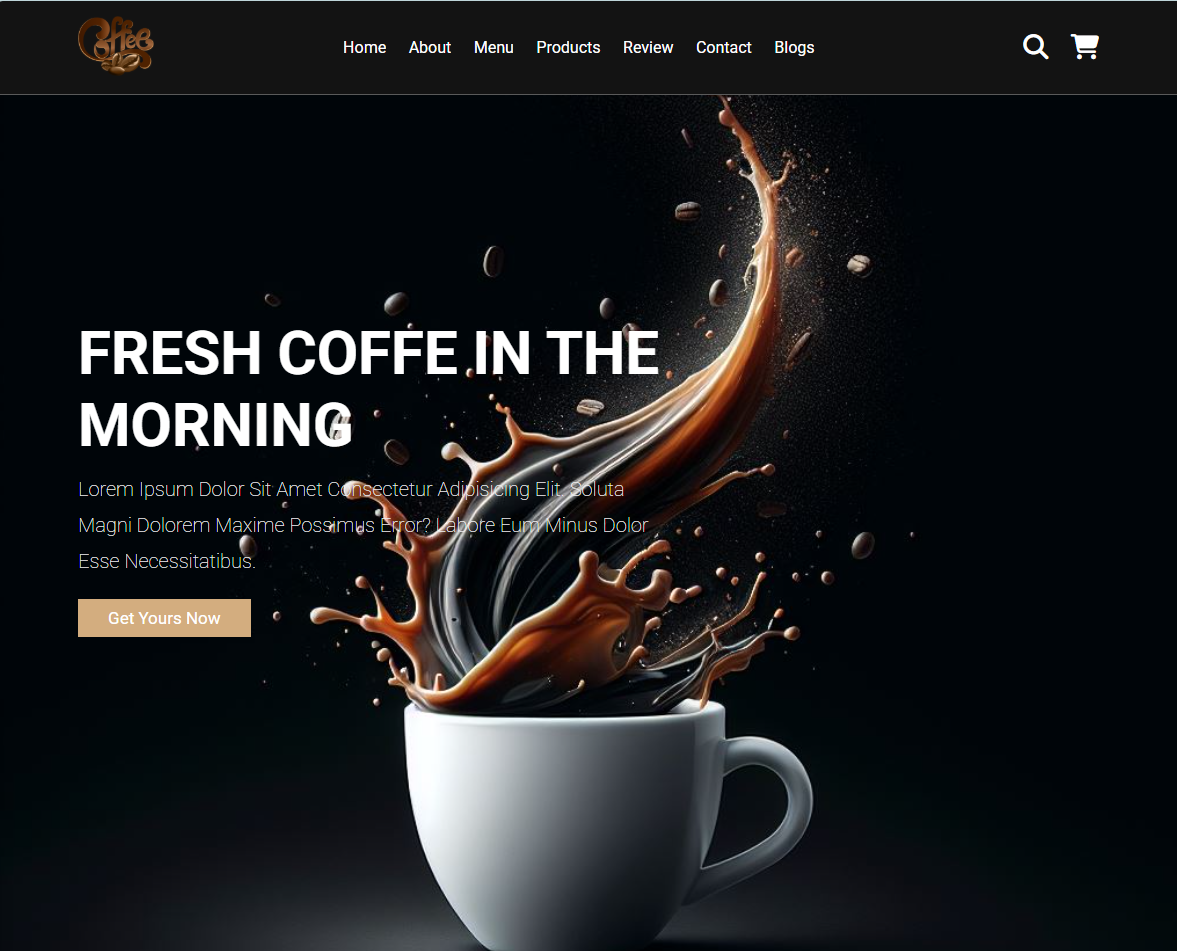 Coffee
Home About Menu Products Review Contact Blogs
FRESH COFFE IN THE
MORNING
Lorem Ipsum Dolor Sit Amet Consectetur Adipisicing Elit. Soluta
Magni Dolorem Maxime Possimus Error? Labore Eum Minus Dolor
Esse Necessitatibus.
Get Yours Now